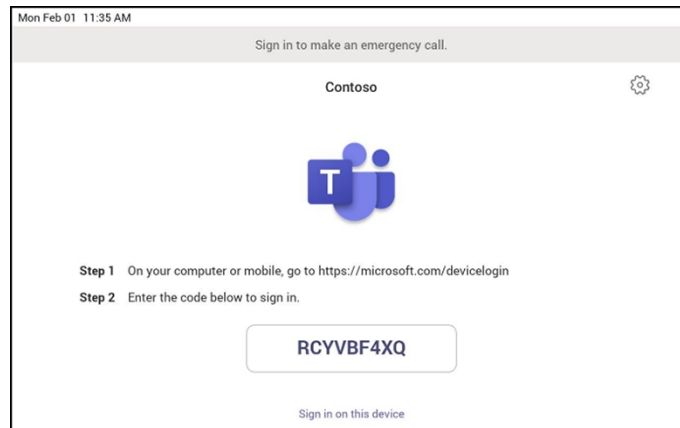 Mon Feb 01 11:35 AM
Sign in to make an emergency call.
Contoso
T
Step 1 On your computer or mobile, go to https://microsoft.com/devicelogin
Step 2 Enter the code below to sign in.
RCYVBF4XQ
Sign in on this device